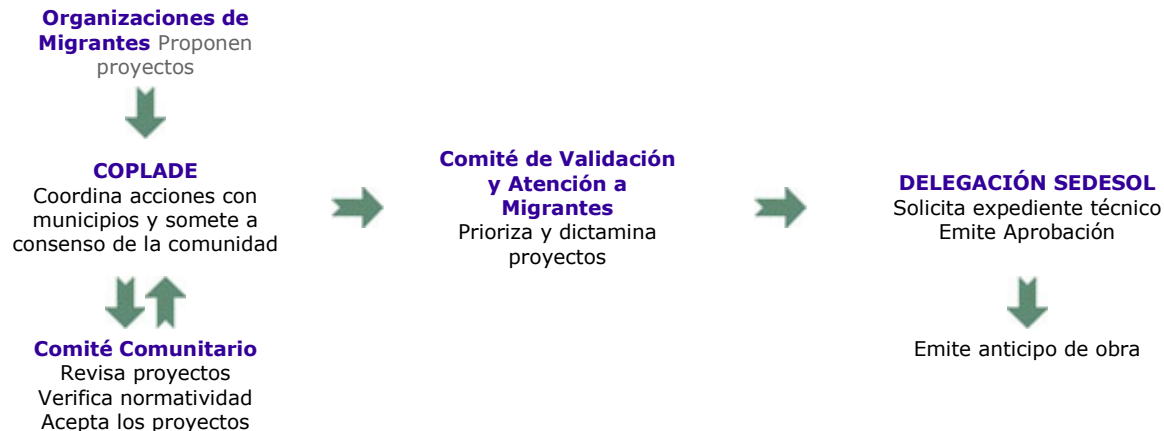 Organizaciones de
Migrantes Proponen
proyectos
COPLADE
Coordina acciones con
municipios y somete a
consenso de la comunidad
Comité Comunitario
Revisa proyectos
Verifica normatividad
Acepta los proyectos
Comité de Validación
y Atención a
Migrantes
Prioriza y dictamina
proyectos
DELEGACIÓN SEDESOL
Solicita expediente técnico
Emite Aprobación
Emite anticipo de obra